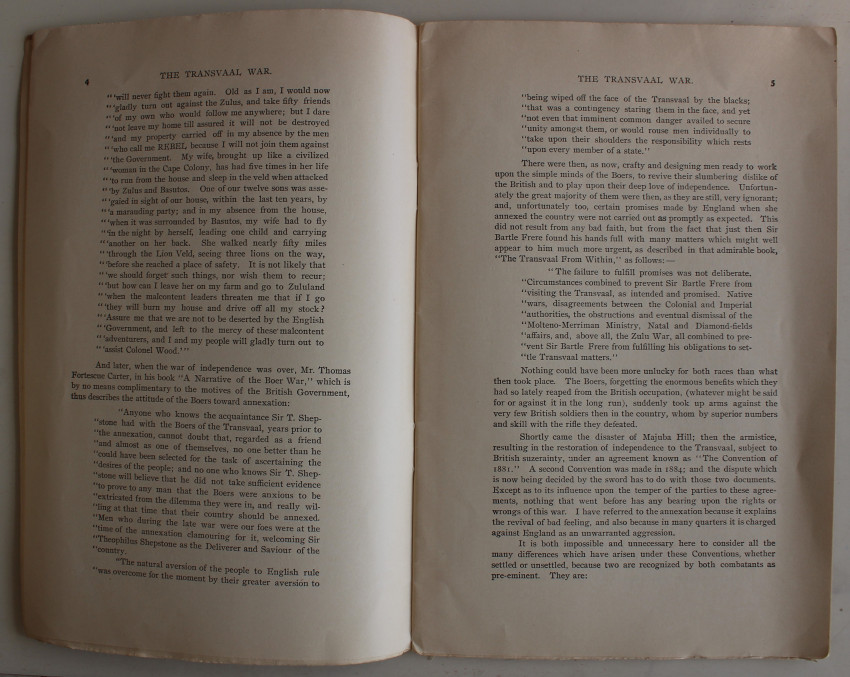 4
THE TRANSVAAL WAR.
"'will never fight them again. Old as I am, I would now
"'gladly turn out against the Zulus, and take fifty friends
"'of my own who would follow me anywhere; but I dare
"'not leave my home till assured it will not be destroyed
"'and my property carried off in my absence by the men
"'who call me REBEL because I will not join them against
"'the Government. My wife, brought up like a civilized
"'woman in the Cape Colony, has had five times in her life
"'to run from the house and sleep in the veld when attacked
"'by Zulus and Basutos. One of our twelve sons was asse-
"'gaied in sight of our house, within the last ten years, by
"'a marauding party; and in my absence from the house,
"'when it was surrounded by Basutos, my wife had to fly
"'in the night by herself, leading one child and carrying
"'another on her back. She walked nearly fifty miles
"'through the Lion Veld, seeing three lions on the way,
"'before she reached a place of safety. It is not likely that
"'we should forget such things, nor wish them to recur;
"'but how can I leave her on my farm and go to Zululand
"'when the malcontent leaders threaten me that if I go
"'they will burn my house and drive off all my stock?
"'Assure me that we are not to be deserted by the English
"'Government, and left to the mercy of these malcontent
"'adventurers, and I and my people will gladly turn out to
"'assist Colonel Wood.'"
And later, when the war of independence was over, Mr. Thomas
Fortescue Carter, in his book "A Narrative of the Boer War," which is
by no means complimentary to the motives of the British Government,
thus describes the attitude of the Boers toward annexation:
"Anyone who knows the acquaintance Sir T. Shep-
"stone had with the Boers of the Transvaal, years prior to
"the annexation, cannot doubt that, regarded as a friend
"and almost as one of themselves, no one better than he
"could have been selected for the task of ascertaining the
"desires of the people; and no one who knows Sir T. Shep-
"stone will believe that he did not take sufficient evidence
"to prove to any man that the Boers were anxious to be
"extricated from the dilemma they were in, and really wil-
"ling at that time that their country should be annexed.
"Men who during the late war were our foes were at the
"time of the annexation clamouring for it, welcoming Sir
"Theophilus Shepstone as the Deliverer and Saviour of the
"country.
"The natural aversion of the people to English rule
"was overcome for the moment by their greater aversion to
THE TRANSVAAL WAR.
5
"being wiped off the face of the Transvaal by the blacks;
"that was a contingency staring them in the face, and yet
"not even that imminent common danger availed to secure
"unity amongst them, or would rouse men individually to
"take upon their shoulders the responsibility which rests
"upon every member of a state."
There were then, as now, crafty and designing men ready to work
upon the simple minds of the Boers, to revive their slumbering dislike of
the British and to play upon their deep love of independence. Unfortun-
ately the great majority of them were then, as they are still, very ignorant;
and, unfortunately too, certain promises made by England when she
annexed the country were not carried out as promptly as expected. This
did not result from any bad faith, but from the fact that just then Sir
Bartle Frere found his hands full with many matters which might well
appear to him much more urgent, as described in that admirable book,
"The Transvaal From Within," as follows:—
"The failure to fulfill promises was not deliberate.
"Circumstances combined to prevent Sir Bartle Frere from
"visiting the Transvaal, as intended and promised. Native
"wars, disagreements between the Colonial and Imperial
"authorities, the obstructions and eventual dismissal of the
"Molteno-Merriman Ministry, Natal and Diamond-fields
"affairs, and, above all, the Zulu War, all combined to pre-
"vent Sir Bartle Frere from fulfilling his obligations to set-
"tle Transvaal matters."
Nothing could have been more unlucky for both races than what
then took place. The Boers, forgetting the enormous benefits which they
had so lately reaped from the British occupation, (whatever might be said
for or against it in the long run), suddenly took up arms against the
very few British soldiers then in the country, whom by superior numbers
and skill with the rifle they defeated.
Shortly came the disaster of Majuba Hill; then the armistice,
resulting in the restoration of independence to the Transvaal, subject to
British suzerainty, under an agreement known as "The Convention of
1881." A second Convention was made in 1884; and the dispute which
is now being decided by the sword has to do with those two documents.
Except as to its influence upon the temper of the parties to these agree-
ments, nothing that went before has any bearing upon the rights or
wrongs of this war. I have referred to the annexation because it explains
the revival of bad feeling, and also because in many quarters it is charged
against England as an unwarranted aggression.
It is both impossible and unnecessary here to consider all the
many differences which have arisen under these Conventions, whether
settled or unsettled, because two are recognized by both combatants as
pre-eminent. They are: